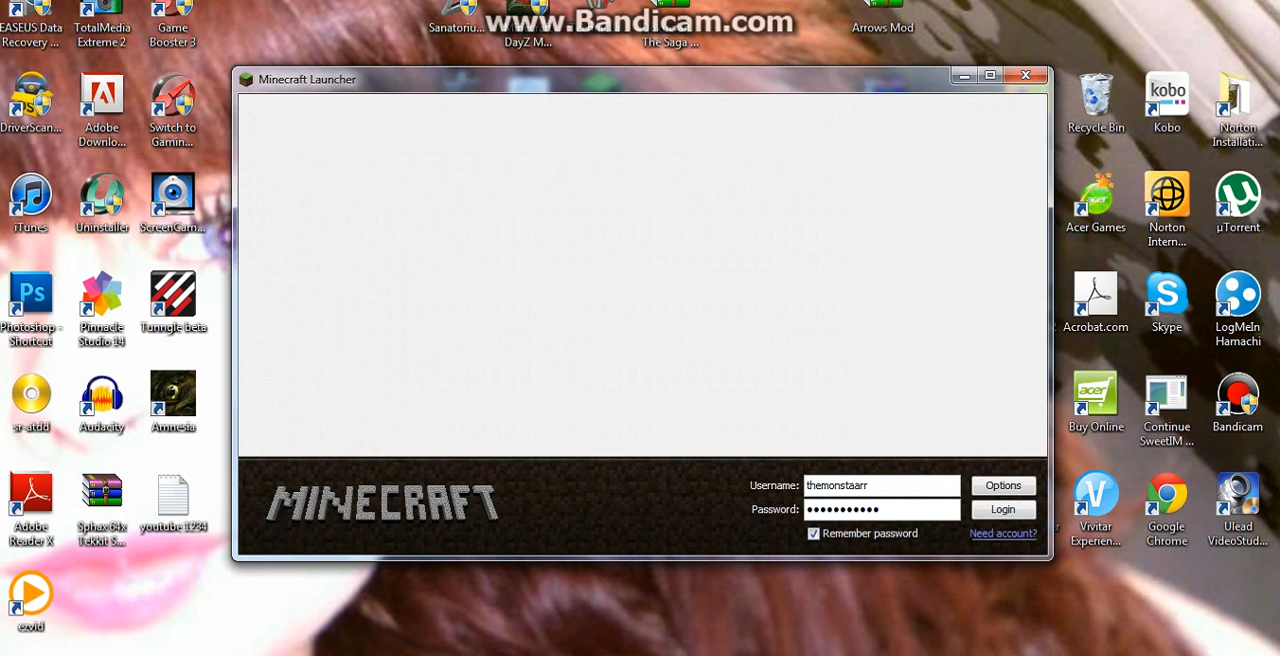 www.Bandicam.com
EASEUS Data
Recovery ...
TotalMedia
Extreme 2
Game
Booster 3
Sanatoriu...
DayZ M...
The Saga ...
Arrows Mod
Minecraft Launcher
DriverScan...
Adobe
Downlo...
Switch to
Gamin...
Recycle Bin
kobo
Kobo
Norton
Installati...
iTunes
Uninstaller
ScreenCam...
acer
Acer Games
Norton
Intern...
µTorrent
Ps
Photoshop -
Shortcut
Pinnacle
Studio 14
Tunngle beta
Acrobat.com
Skype
LogMeIn
Hamachi
sr-atdd
Audacity
Amnesia
acer
Buy Online
Continue
SweetIM ...
Bandicam
Adobe
Reader X
Sphax 64x
Tekkit S...
youtube 1234
MINECRAFT
Username: themonstaarr
Options
Password: •••••••••••
Login
Remember password
Need account?
Vivitar
Experien...
Google
Chrome
Ulead
VideoStud...
ezvid